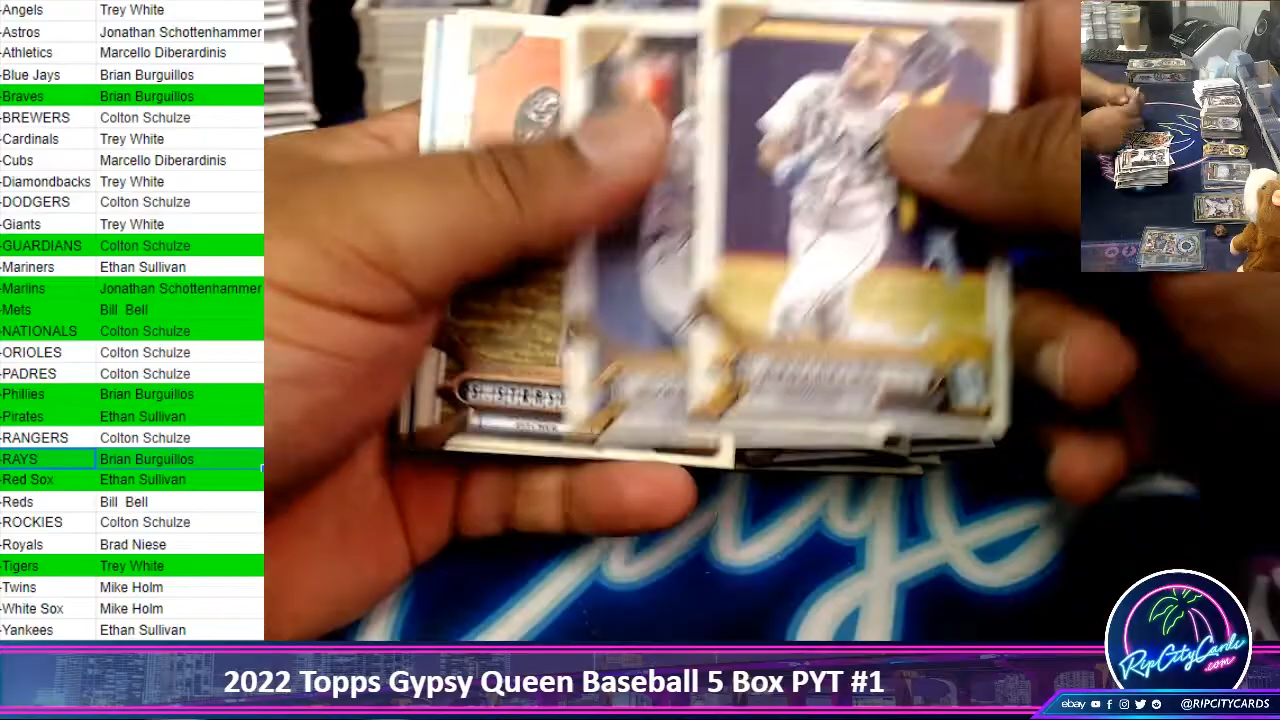 -Angels Trey White
-Astros Jonathan Schottenhammer
-Athletics Marcello Diberardinis
-Blue Jays Brian Burguillos
-Braves Brian Burguillos
-BREWERS Colton Schulze
-Cardinals Trey White
-Cubs Marcello Diberardinis
-Diamondbacks Trey White
-DODGERS Colton Schulze
-Giants Trey White
-GUARDIANS Colton Schulze
-Mariners Ethan Sullivan
-Marlins Jonathan Schottenhammer
-Mets Bill Bell
-NATIONALS Colton Schulze
-ORIOLES Colton Schulze
-PADRES Colton Schulze
-Phillies Brian Burguillos
-Pirates Ethan Sullivan
-RANGERS Colton Schulze
-RAYS Brian Burguillos
-Red Sox Ethan Sullivan
-Reds Bill Bell
-ROCKIES Colton Schulze
-Royals Brad Niese
-Tigers Trey White
-Twins Mike Holm
-White Sox Mike Holm
-Yankees Ethan Sullivan
RipCityCards
.com
2022 Topps Gypsy Queen Baseball 5 Box PYT #1
ebay @RIPCITYCARDS